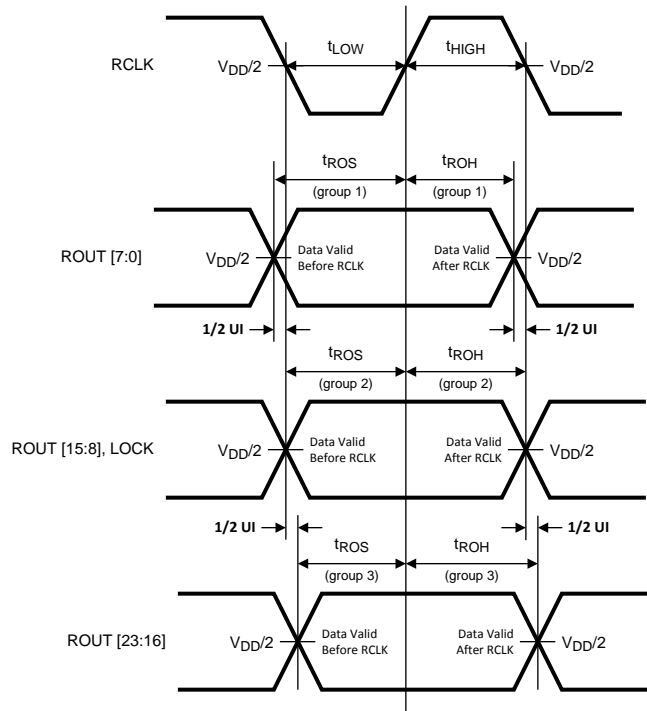 tLOW tHIGH
RCLK VDD/2 VDD/2
tROS tROH
(group 1) (group 1)
ROUT [7:0] VDD/2 Data Valid Before RCLK Data Valid After RCLK VDD/2
1/2 UI 1/2 UI
tROS tROH
(group 2) (group 2)
ROUT [15:8], LOCK VDD/2 Data Valid Before RCLK Data Valid After RCLK VDD/2
1/2 UI 1/2 UI
tROS tROH
(group 3) (group 3)
ROUT [23:16] VDD/2 Data Valid Before RCLK Data Valid After RCLK VDD/2